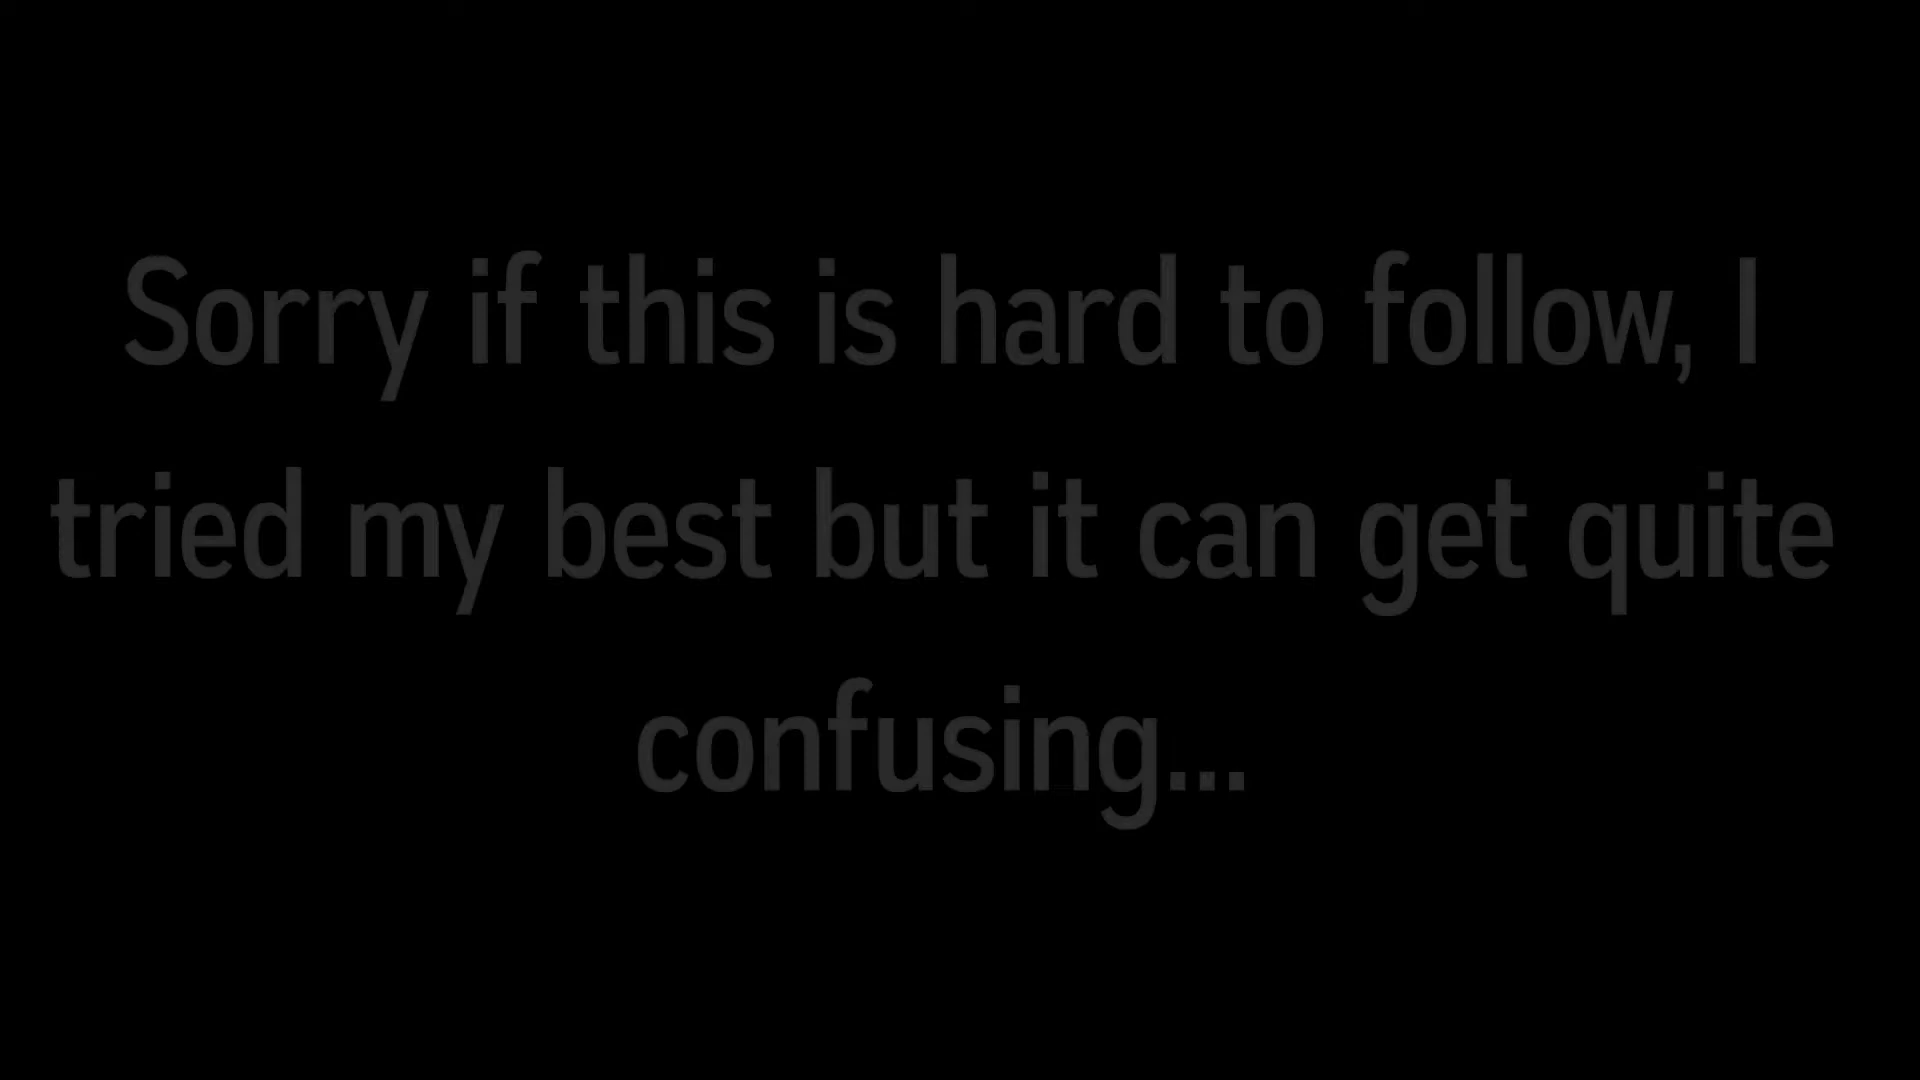 Sorry if this is hard to follow, I
tried my best but it can get quite
confusing...